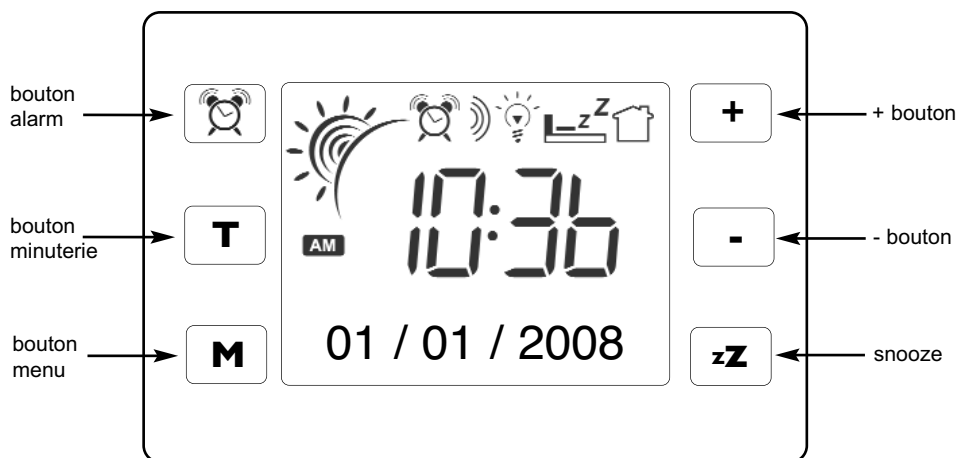 bouton
alarm
+
+ bouton
z Z
10:36
bouton
minuterie
T
AM
-
- bouton
bouton
menu
M
01 / 01 / 2008
zZ
snooze